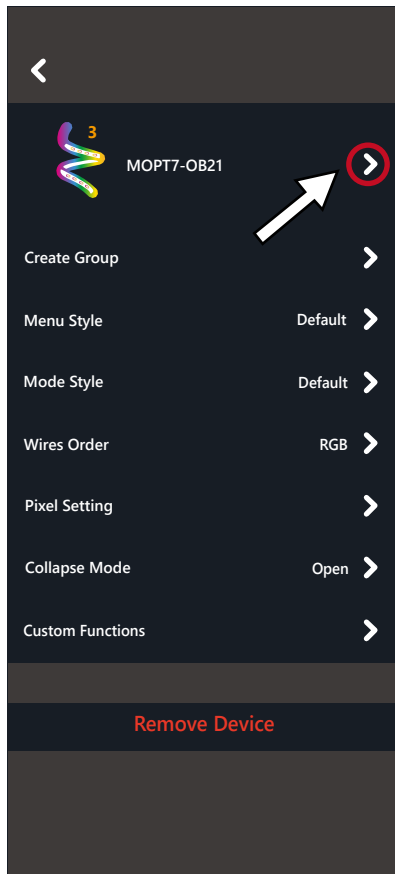 3
MOPT7-OB21
Create Group
Menu Style Default
Mode Style Default
Wires Order RGB
Pixel Setting
Collapse Mode Open
Custom Functions
Remove Device